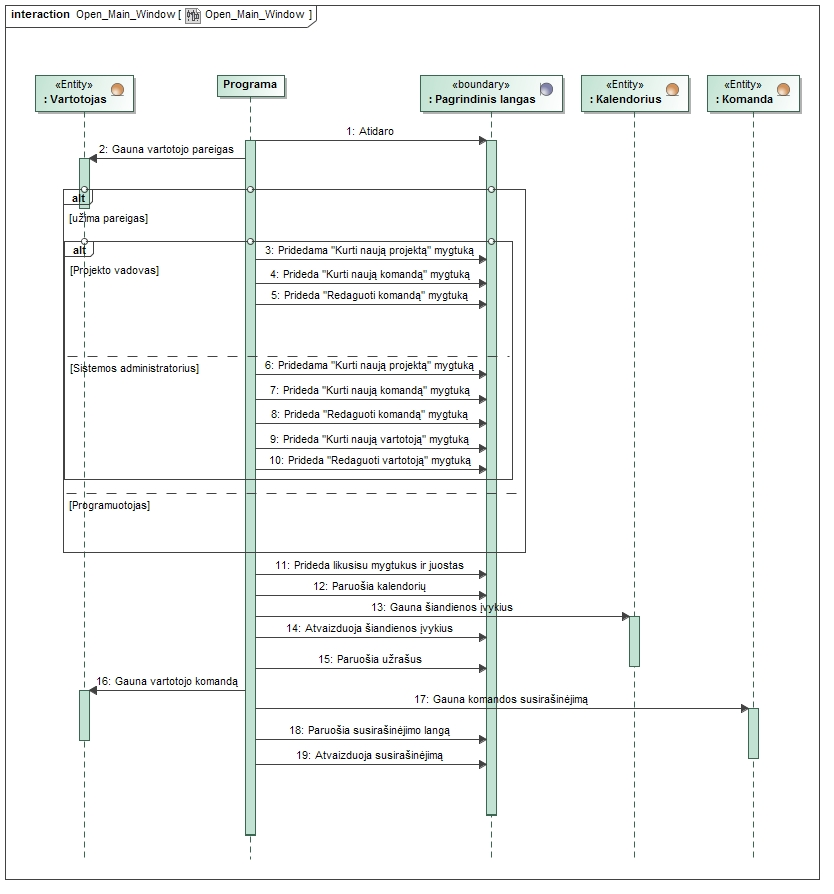 interaction Open_Main_Window [ Open_Main_Window ]
«Entity»
: Vartotojas
Programa
«boundary»
: Pagrindinis langas
«Entity»
: Kalendorius
«Entity»
: Komanda
1: Atidaro
2: Gauna vartotojo pareigas
alt
[užima pareigas]
alt
[Projekto vadovas]
3: Pridedama "Kurti naują projektą" mygtuką
4: Prideda "Kurti naują komandą" mygtuką
5: Prideda "Redaguoti komandą" mygtuką
[Sistemos administratorius]
6: Pridedama "Kurti naują projektą" mygtuką
7: Prideda "Kurti naują komandą" mygtuką
8: Prideda "Redaguoti komandą" mygtuką
9: Prideda "Kurti naują vartotoją" mygtuką
10: Prideda "Redaguoti vartotoją" mygtuką
[Programuotojas]
11: Prideda likusisu mygtukus ir juostas
12: Paruošia kalendorių
13: Gauna šiandienos įvykius
14: Atvaizduoja šiandienos įvykius
15: Paruošia užrašus
16: Gauna vartotojo komandą
17: Gauna komandos susirašinėjimą
18: Paruošia susirašinėjimo langą
19: Atvaizduoja susirašinėjimą